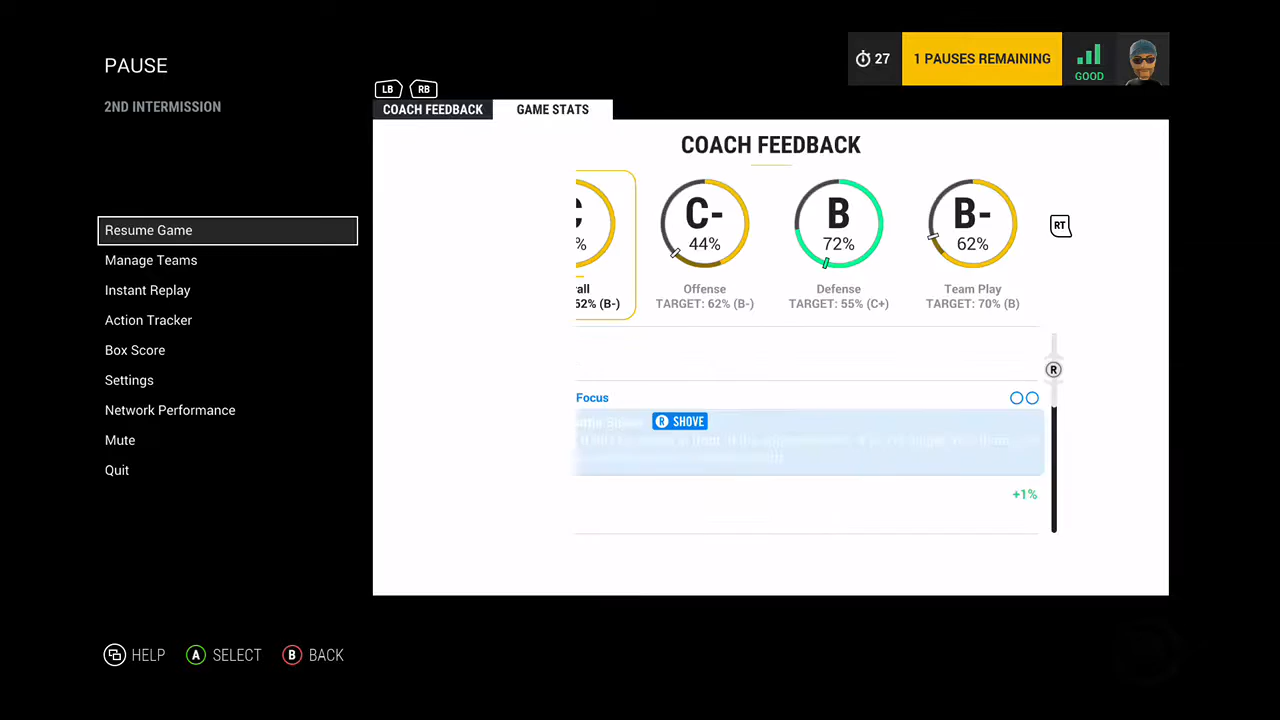 PAUSE
2ND INTERMISSION
27
1 PAUSES REMAINING
GOOD
LB RB
COACH FEEDBACK
GAME STATS
COACH FEEDBACK
C
%
rall
52% (B-)
C-
44%
Offense
TARGET: 62% (B-)
B
72%
Defense
TARGET: 55% (C+)
B-
62%
Team Play
TARGET: 70% (B)
RT
R
Focus
R SHOVE
+1%
Resume Game
Manage Teams
Instant Replay
Action Tracker
Box Score
Settings
Network Performance
Mute
Quit
HELP
A SELECT
B BACK